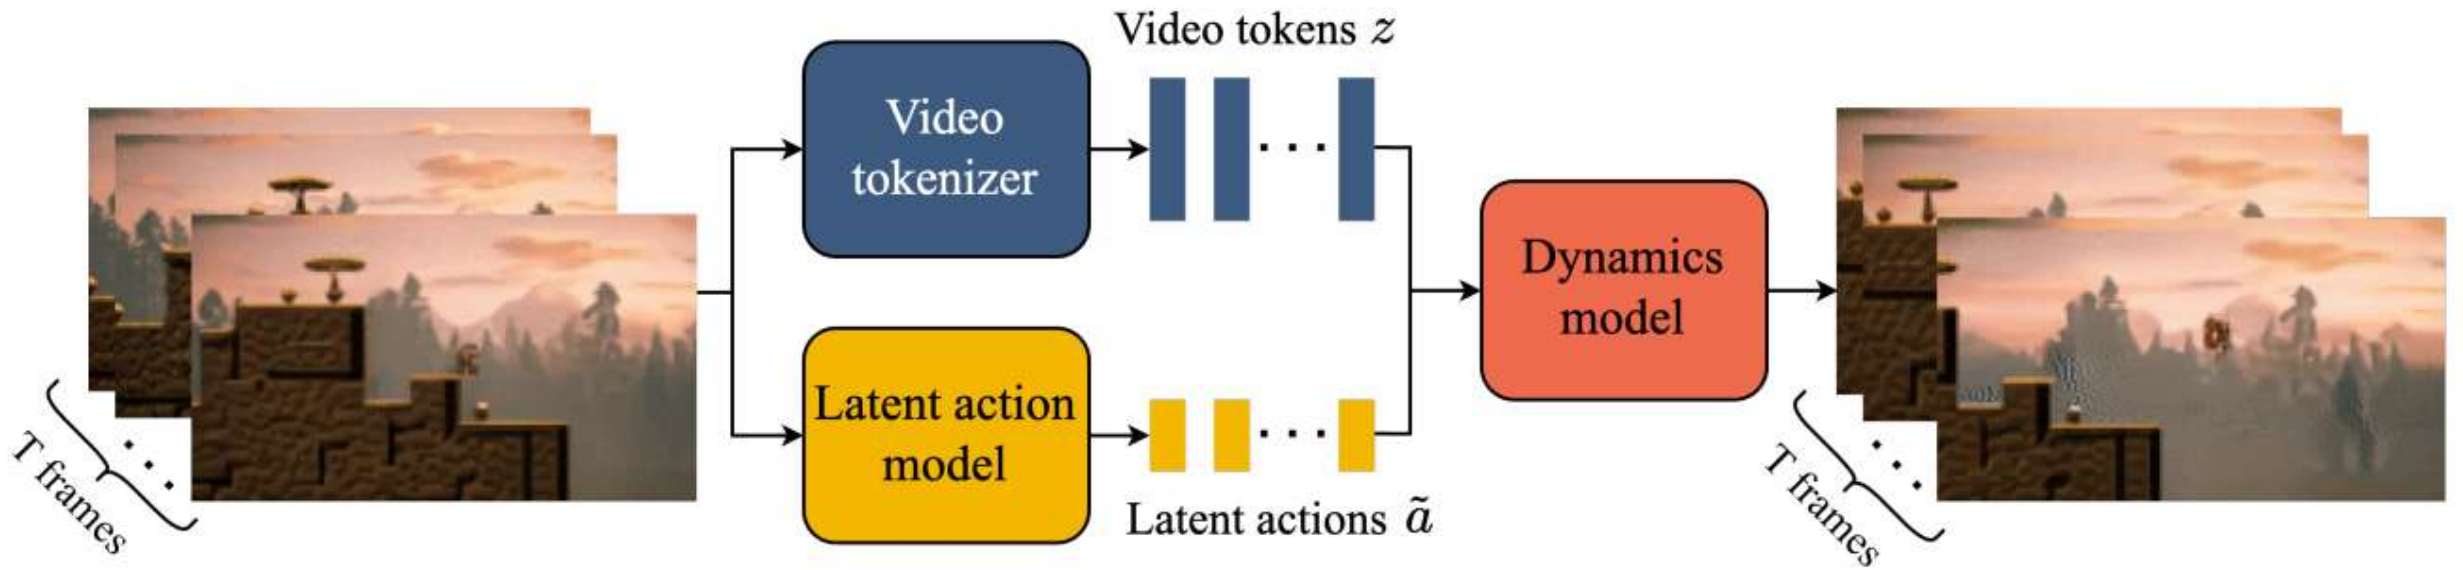 Video tokens z
Video
tokenizer
Dynamics
model
Latent action
model
Latent actions ã
T frames
T frames